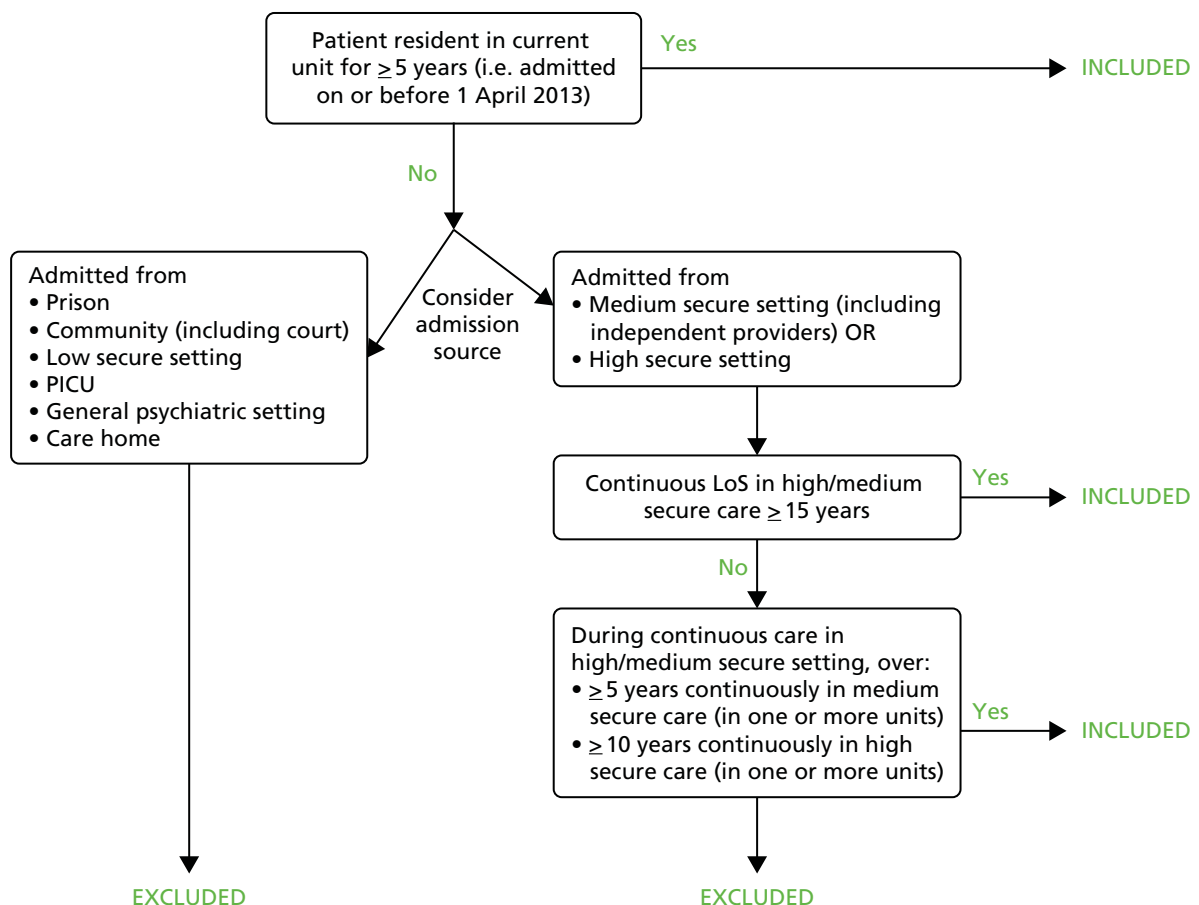 Patient resident in current
unit for ≥5 years (i.e. admitted
on or before 1 April 2013)
Yes
INCLUDED
No
Consider
admission
source
Admitted from
• Prison
• Community (including court)
• Low secure setting
• PICU
• General psychiatric setting
• Care home
EXCLUDED
Admitted from
• Medium secure setting (including
independent providers) OR
• High secure setting
Continuous LoS in high/medium
secure care ≥15 years
Yes
INCLUDED
No
During continuous care in
high/medium secure setting, over:
• ≥5 years continuously in medium
secure care (in one or more units)
• ≥10 years continuously in high
secure care (in one or more units)
Yes
INCLUDED
EXCLUDED